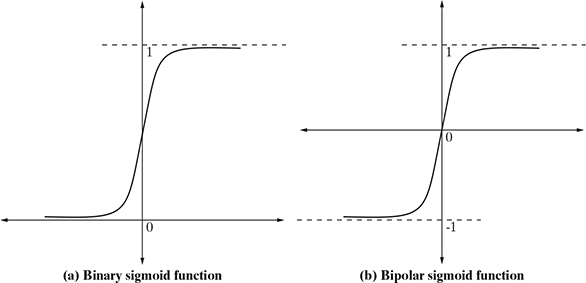 1
0
(a) Binary sigmoid function
1
0
-1
(b) Bipolar sigmoid function